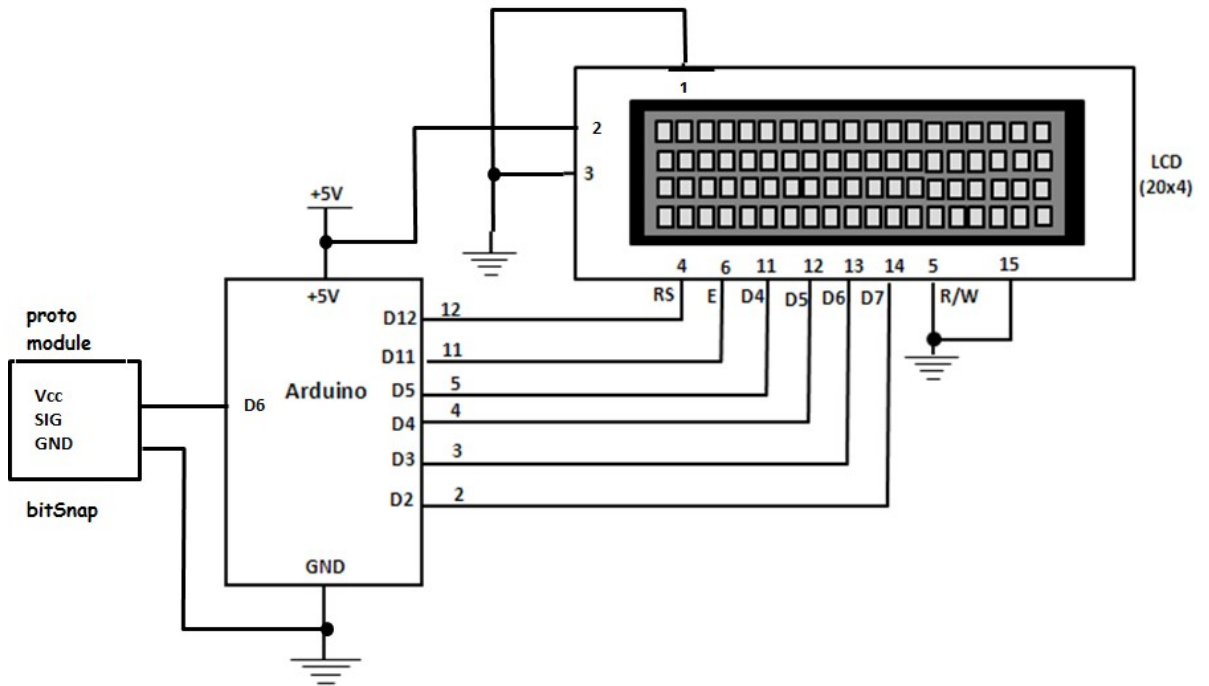 1
2
3
LCD
(20x4)
4 6 11 12 13 14 5 15
RS E D4 D5 D6 D7 R/W
+5V
+5V
proto
module
Vcc
SIG
GND
bitSnap
D6
Arduino
D12 12
D11 11
D5 5
D4 4
D3 3
D2 2
GND